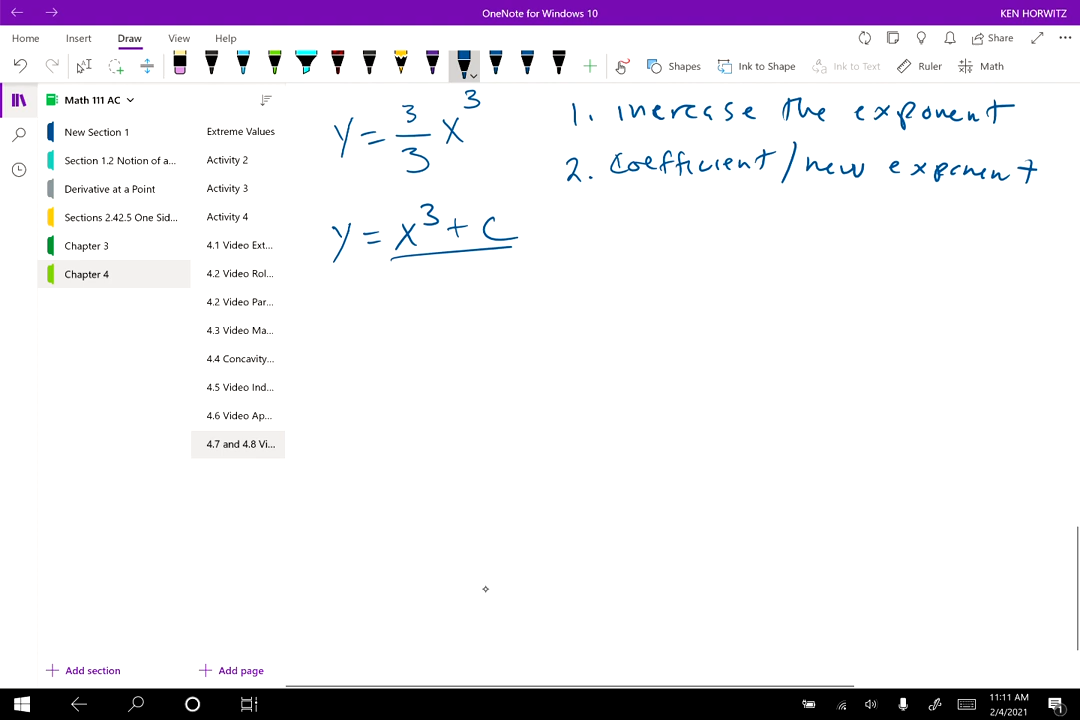 OneNote for Windows 10
KEN HORWITZ
Home Insert Draw View Help
Share
Shapes Ink to Shape Ink to Text Ruler Math
Math 111 AC
New Section 1
Section 1.2 Notion of a...
Derivative at a Point
Sections 2.42.5 One Sid...
Chapter 3
Chapter 4
Add section
Extreme Values
Activity 2
Activity 3
Activity 4
4.1 Video Ext...
4.2 Video Rol...
4.2 Video Par...
4.3 Video Ma...
4.4 Concavity...
4.5 Video Ind...
4.6 Video Ap...
4.7 and 4.8 Vi...
Add page
y = 3/3 x^3
y = x^3 + c
1. increase the exponent
2. coefficient/new exponent
11:11 AM
2/4/2021
1